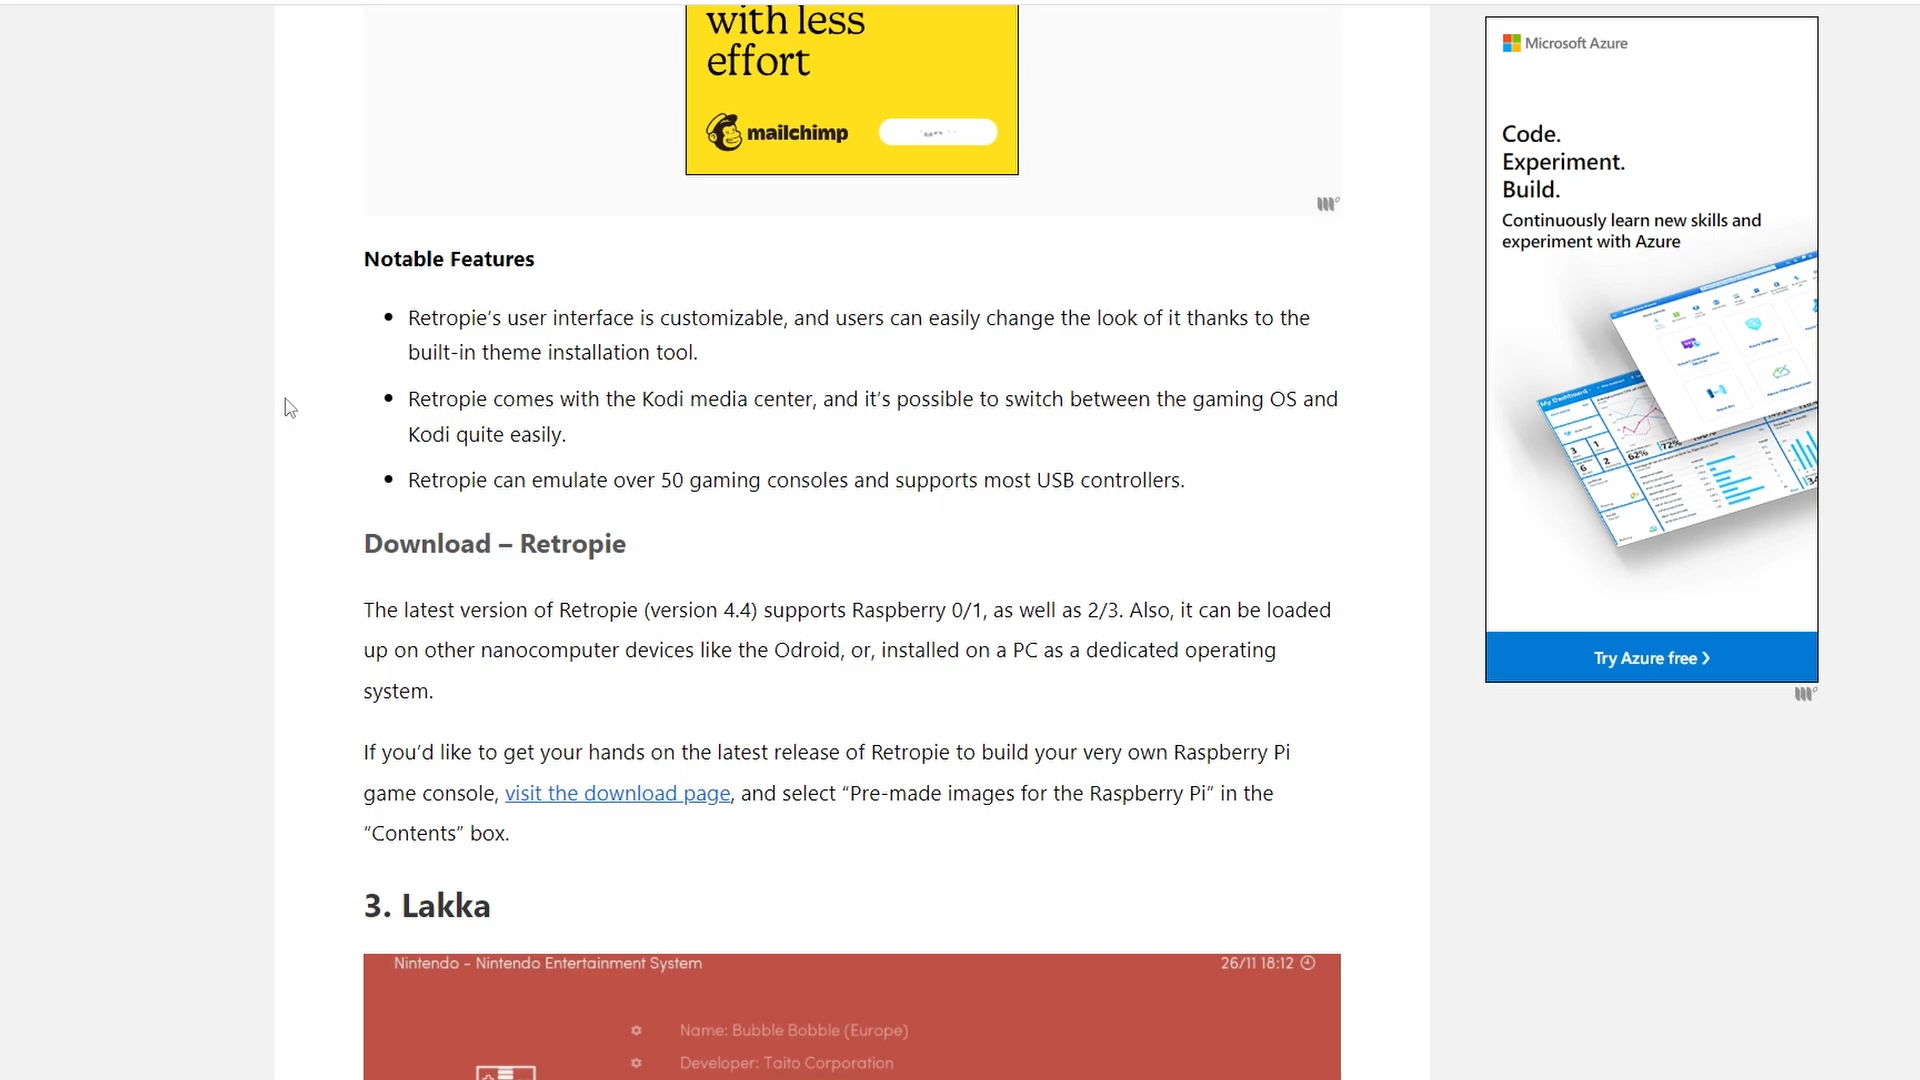 with less
effort
mailchimp
Notable Features
Retropie’s user interface is customizable, and users can easily change the look of it thanks to the
built-in theme installation tool.
Retropie comes with the Kodi media center, and it’s possible to switch between the gaming OS and
Kodi quite easily.
Retropie can emulate over 50 gaming consoles and supports most USB controllers.
Download – Retropie
The latest version of Retropie (version 4.4) supports Raspberry 0/1, as well as 2/3. Also, it can be loaded
up on other nanocomputer devices like the Odroid, or, installed on a PC as a dedicated operating
system.
If you’d like to get your hands on the latest release of Retropie to build your very own Raspberry Pi
game console, visit the download page, and select “Pre-made images for the Raspberry Pi” in the
“Contents” box.
3. Lakka
Nintendo - Nintendo Entertainment System
26/11 18:12
Name: Bubble Bobble (Europe)
Developer: Taito Corporation
Microsoft Azure
Code.
Experiment.
Build.
Continuously learn new skills and
experiment with Azure
My Dashboard
62%
72%
Try Azure free ❯